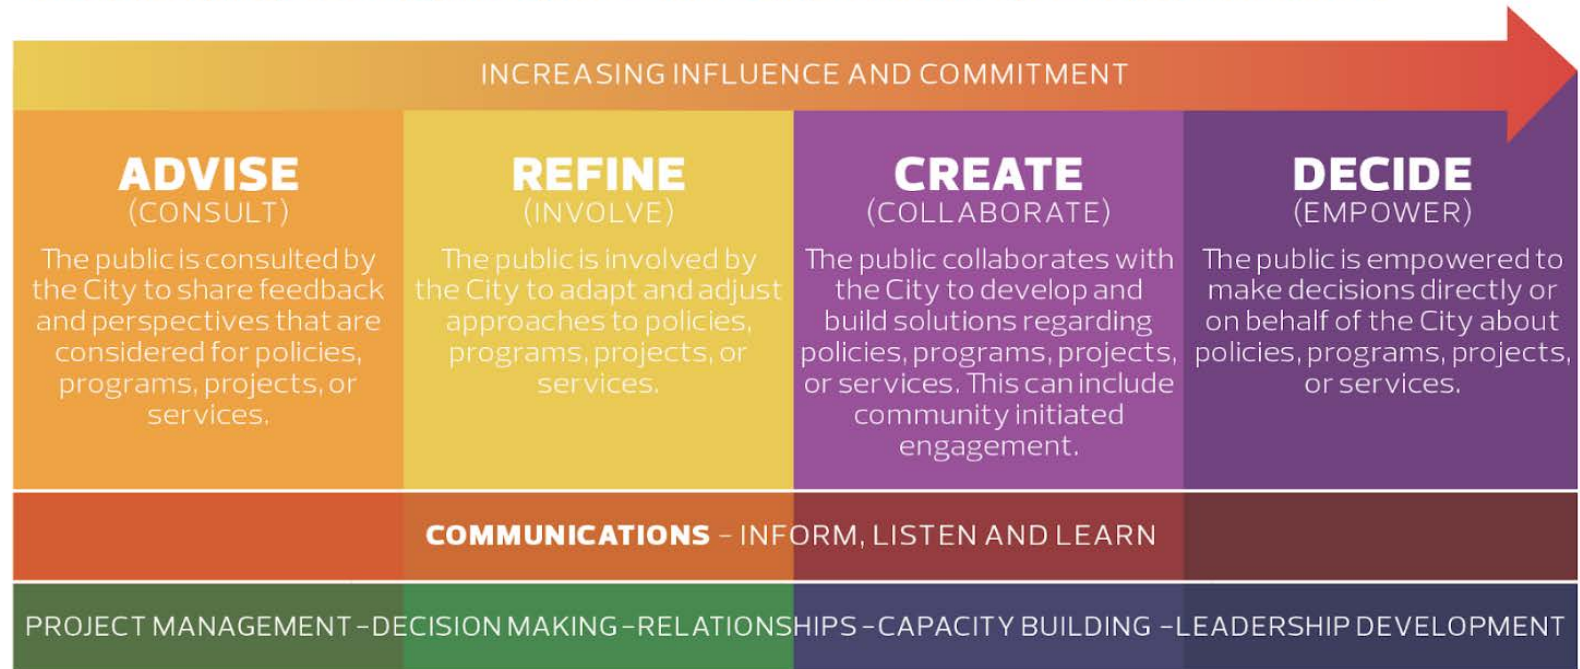 INCREASING INFLUENCE AND COMMITMENT
ADVISE
(CONSULT)
The public is consulted by
the City to share feedback
and perspectives that are
considered for policies,
programs, projects, or
services.
REFINE
(INVOLVE)
The public is involved by
the City to adapt and adjust
approaches to policies,
programs, projects, or
services.
CREATE
(COLLABORATE)
The public collaborates with
the City to develop and
build solutions regarding
policies, programs, projects,
or services. This can include
community initiated
engagement.
DECIDE
(EMPOWER)
The public is empowered to
make decisions directly or
on behalf of the City about
policies, programs, projects,
or services.
COMMUNICATIONS - INFORM, LISTEN AND LEARN
PROJECT MANAGEMENT-DECISION MAKING-RELATIONSHIPS-CAPACITY BUILDING -LEADERSHIP DEVELOPMENT